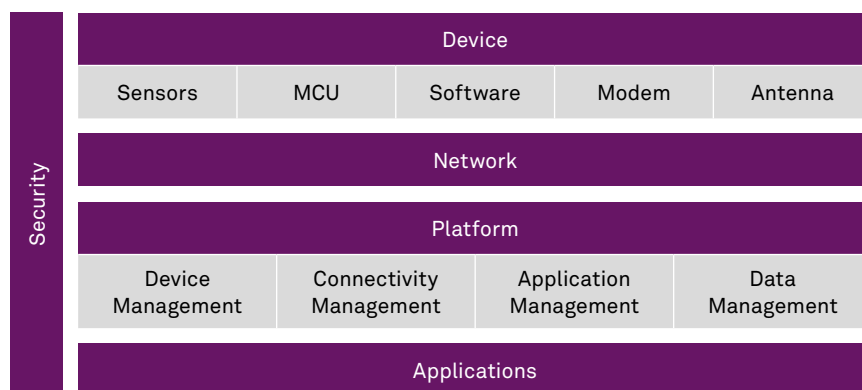 Security
Device
Sensors
MCU
Software
Modem
Antenna
Network
Platform
Device
Management
Connectivity
Management
Application
Management
Data
Management
Applications